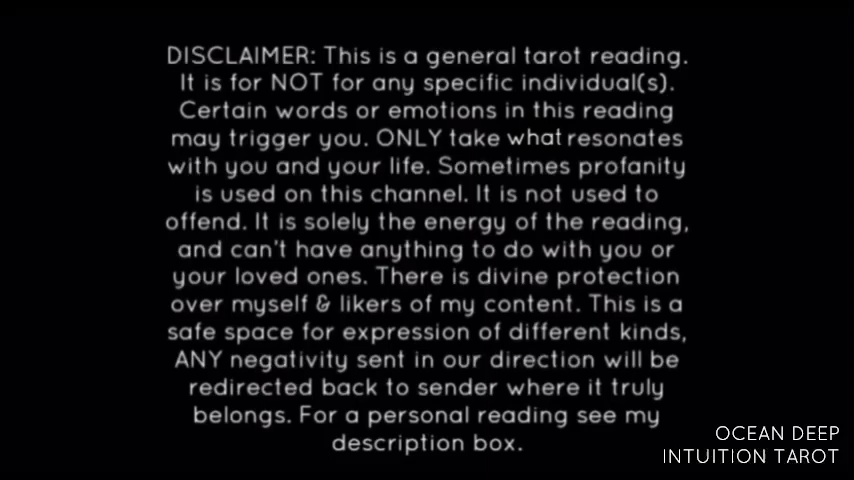 DISCLAIMER: This is a general tarot reading.
It is for NOT for any specific individual(s).
Certain words or emotions in this reading
may trigger you. ONLY take what resonates
with you and your life. Sometimes profanity
is used on this channel. It is not used to
offend. It is solely the energy of the reading,
and can't have anything to do with you or
your loved ones. There is divine protection
over myself & likers of my content. This is a
safe space for expression of different kinds,
ANY negativity sent in our direction will be
redirected back to sender where it truly
belongs. For a personal reading see my
description box.
OCEAN DEEP
INTUITION TAROT